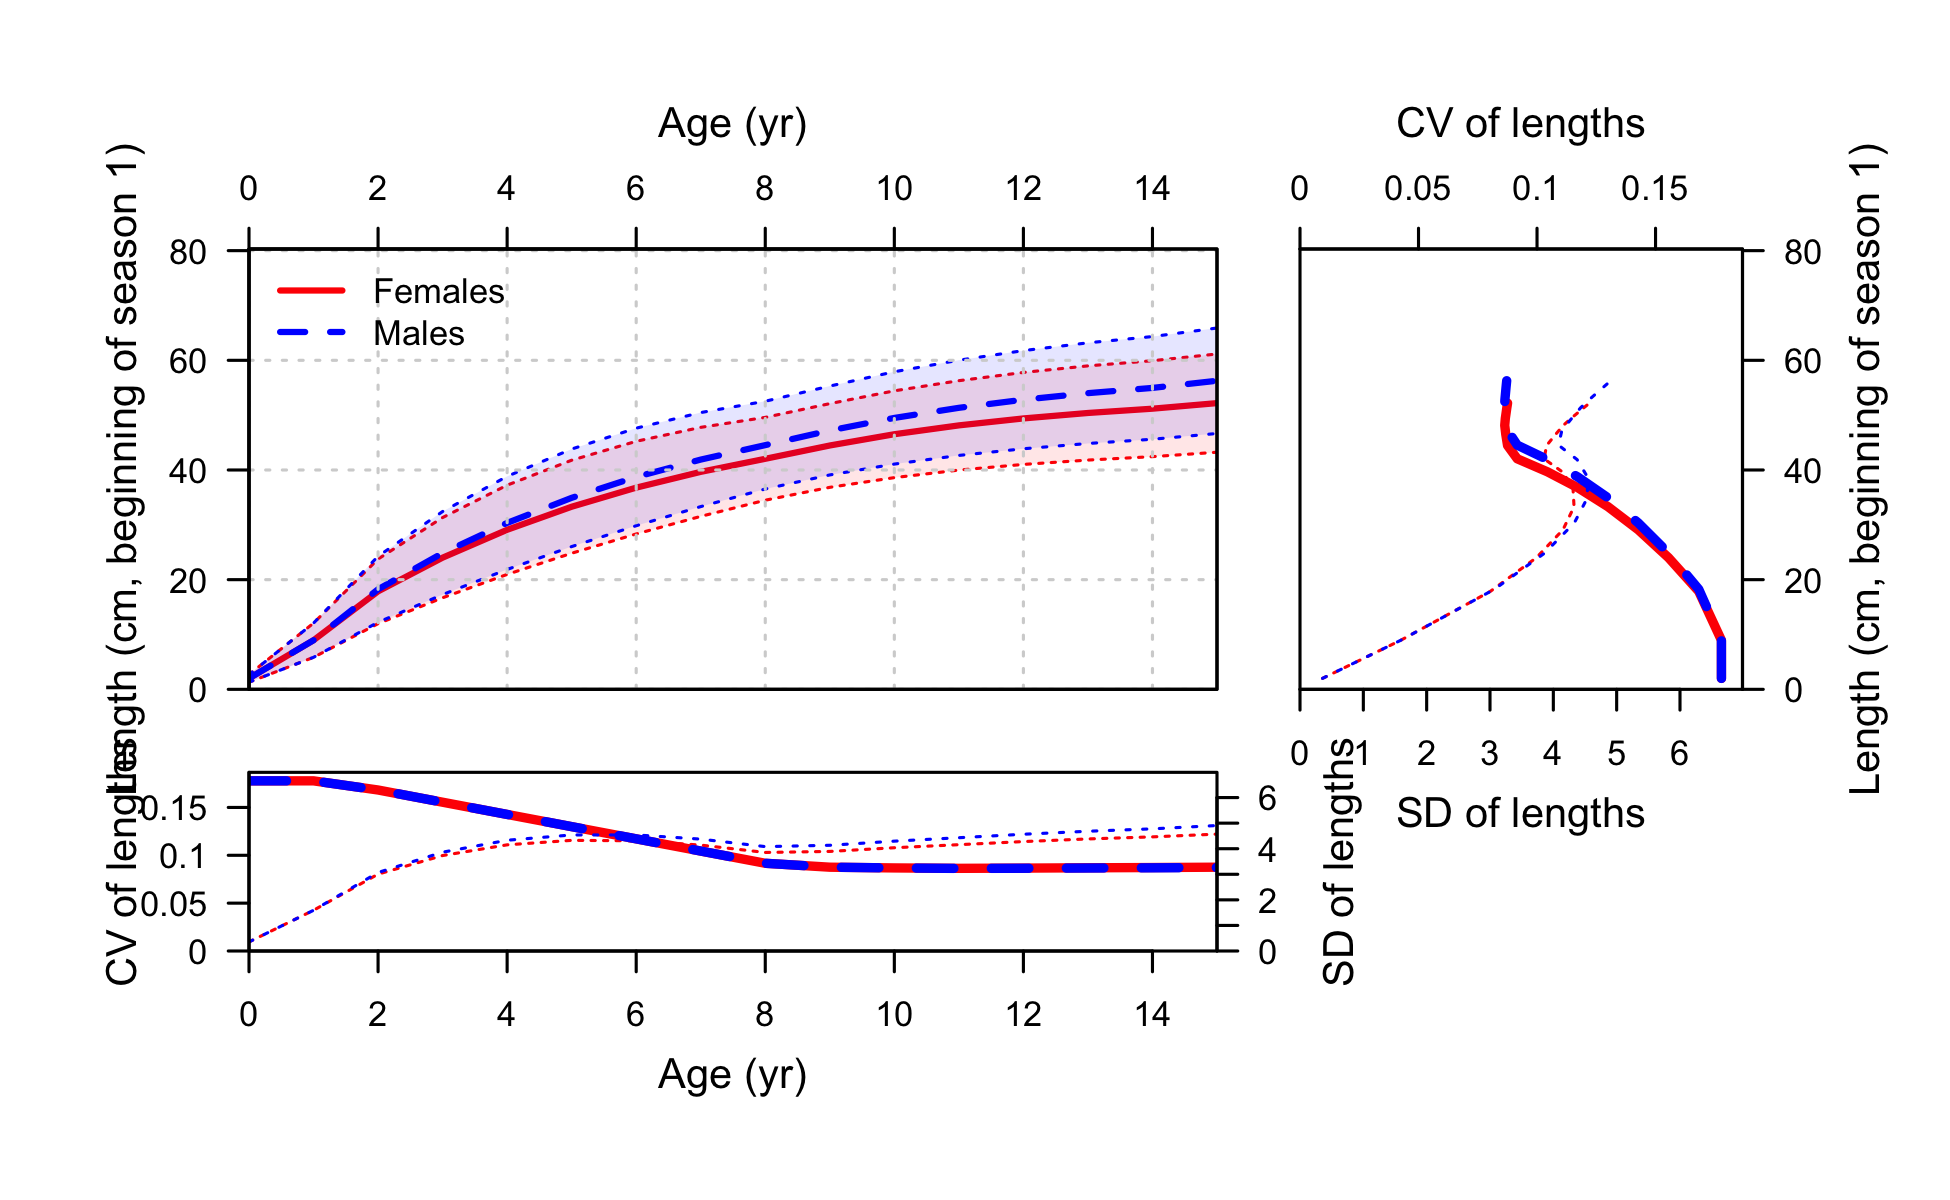 Age (yr)
CV of lengths
0 2 4 6 8 10 12 14
0 0.05 0.1 0.15
Length (cm, beginning of season 1)
80
60
40
20
0
Females
Males
80
60
40
20
0
Length (cm, beginning of season 1)
0 1 2 3 4 5 6
SD of lengths
CV of lengths
0.15
0.1
0.05
0
6
4
2
0
SD of lengths
0 2 4 6 8 10 12 14
Age (yr)